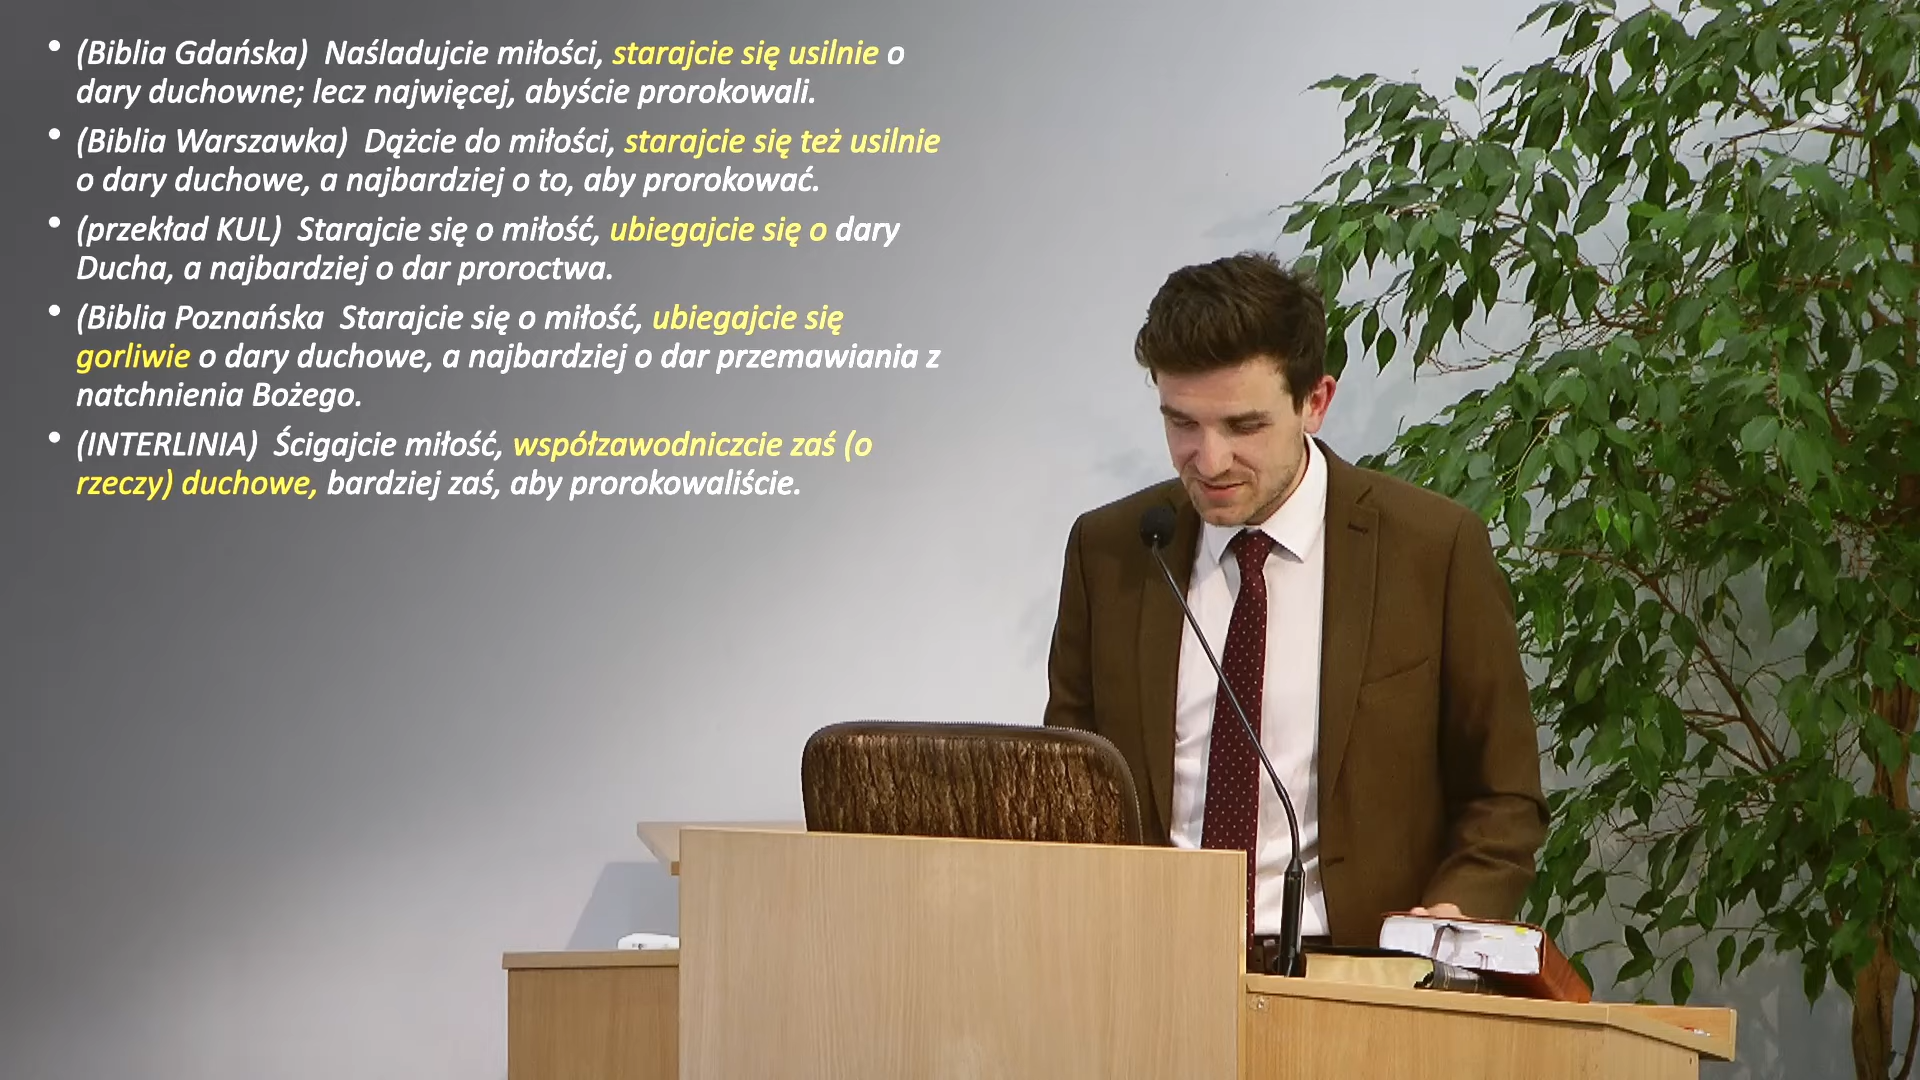 • (Biblia Gdańska) Naśladujcie miłości, starajcie się usilnie o
dary duchowne; lecz najwięcej, abyście prorokowali.
• (Biblia Warszawka) Dążcie do miłości, starajcie się też usilnie
o dary duchowe, a najbardziej o to, aby prorokować.
• (przekład KUL) Starajcie się o miłość, ubiegajcie się o dary
Ducha, a najbardziej o dar proroctwa.
• (Biblia Poznańska Starajcie się o miłość, ubiegajcie się
gorliwie o dary duchowe, a najbardziej o dar przemawiania z
natchnienia Bożego.
• (INTERLINIA) Ścigajcie miłość, współzawodniczcie zaś (o
rzeczy) duchowe, bardziej zaś, aby prorokowaliście.